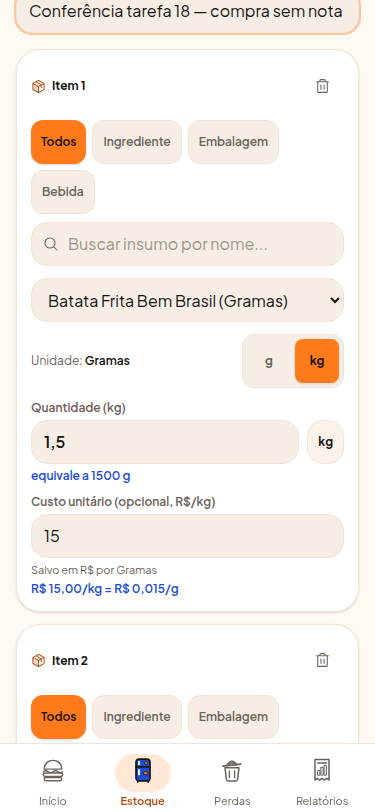 Conferência tarefa 18 — compra sem nota
Item 1
Todos Ingrediente Embalagem
Bebida
Buscar insumo por nome...
Batata Frita Bem Brasil (Gramas)
Unidade: Gramas g kg
Quantidade (kg)
1,5 kg
equivale a 1500 g
Custo unitário (opcional, R$/kg)
15
Salvo em R$ por Gramas
R$ 15,00/kg = R$ 0,015/g
Item 2
Todos Ingrediente Embalagem
Início Estoque Perdas Relatórios